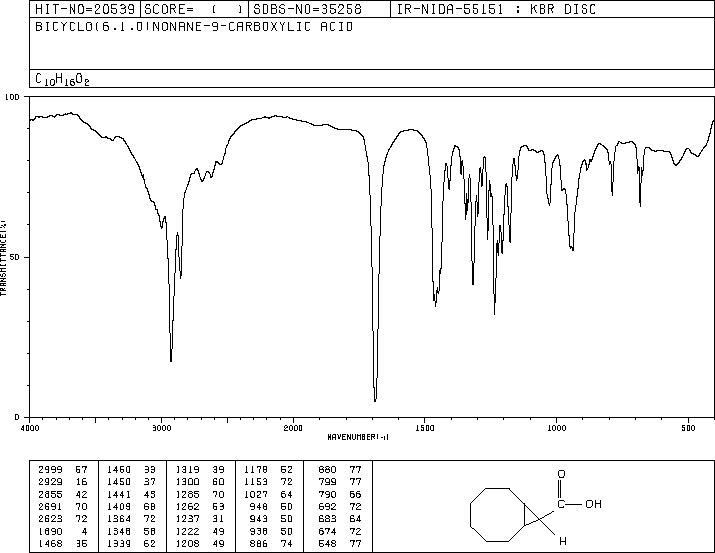 HIT-NO=20539 SCORE= ( ) SDBS-NO=35258 IR-NIDA-55151 : KBR DISC
BICYCLO(6.1.0)NONANE-9-CARBOXYLIC ACID
C10H16O2
100
50
0
TRANSMITTANCE(%)
4000 3000 2000 1500 1000 500
WAVENUMBER(-1)
2999 57 1460 33 1319 39 1178 52 880 77
2929 16 1450 37 1300 60 1153 72 799 77
2855 42 1441 45 1285 70 1027 64 790 66
2691 70 1409 68 1262 53 948 50 692 72
2623 72 1364 72 1237 31 943 50 683 64
1690 4 1348 58 1222 49 938 50 674 72
1468 35 1339 62 1208 49 886 74 548 77
O
C OH
H